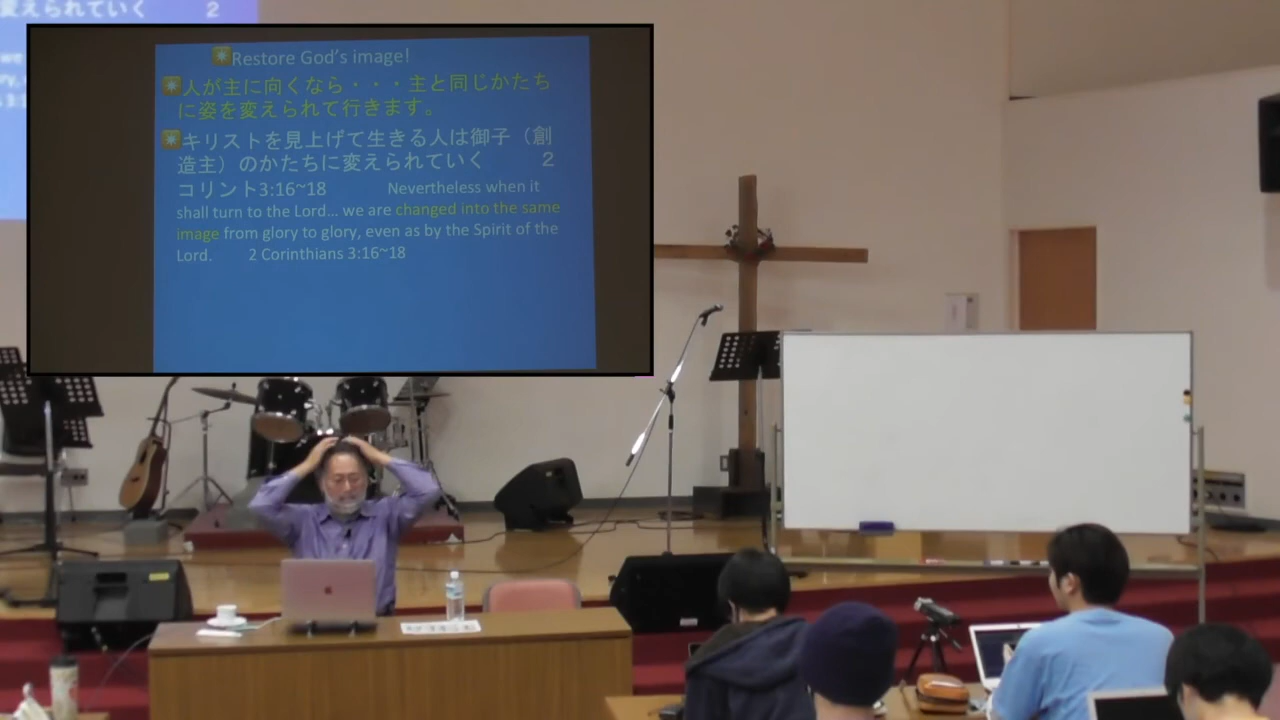 変えられていく 2
Restore God's image!
人が主に向くなら・・・主と同じかたち
に姿を変えられて行きます。
キリストを見上げて生きる人は御子（創
造主）のかたちに変えられていく 2
コリント3:16~18 Nevertheless when it
shall turn to the Lord... we are changed into the same
image from glory to glory, even as by the Spirit of the
Lord. 2 Corinthians 3:16~18